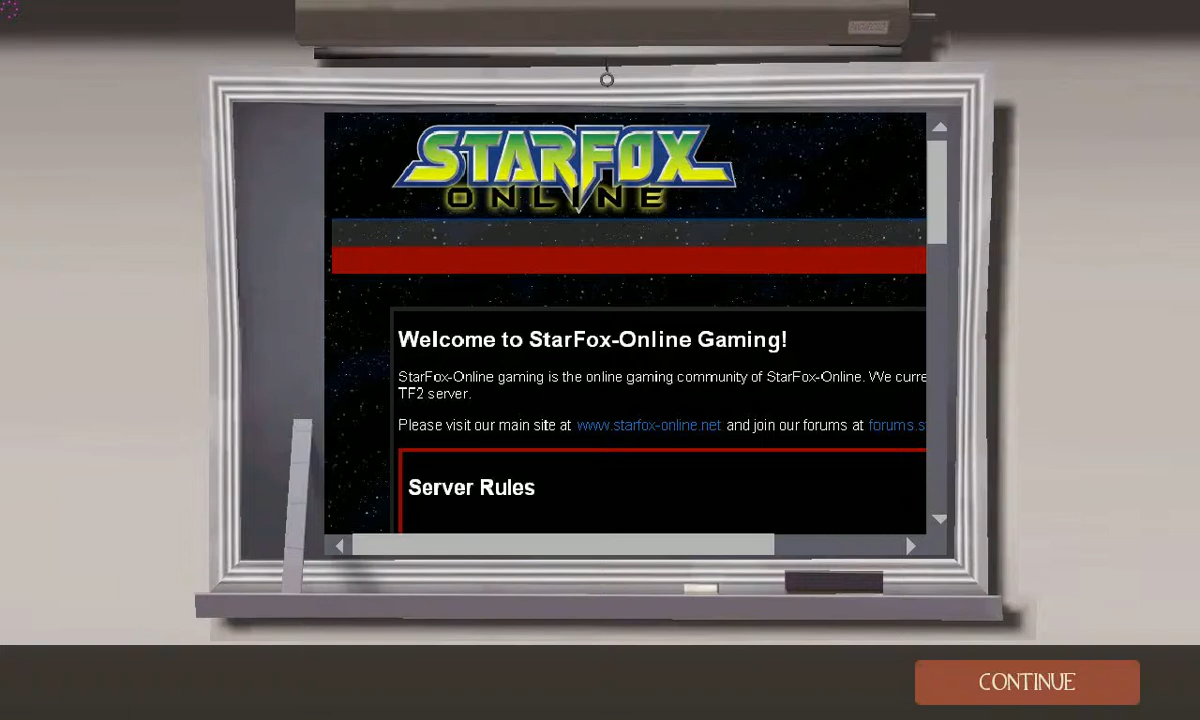 STARFOX
ONLINE
Welcome to StarFox-Online Gaming!
StarFox-Online gaming is the online gaming community of StarFox-Online. We curre
TF2 server.
Please visit our main site at www.starfox-online.net and join our forums at forums.s
Server Rules
CONTINUE